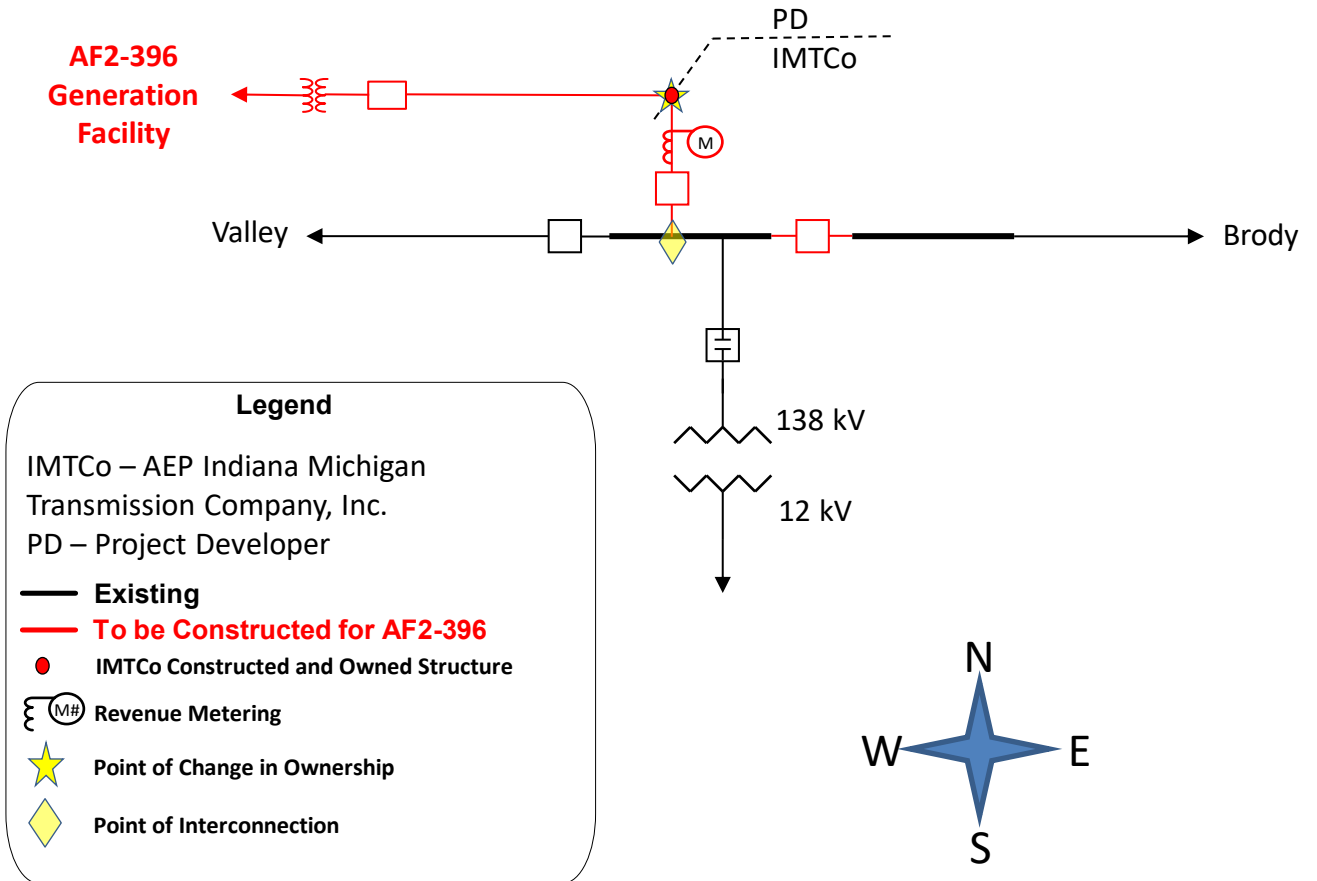 PD
IMTCo
AF2-396
Generation
Facility
M
Valley
Brody
138 kV
12 kV
Legend
IMTCo – AEP Indiana Michigan
Transmission Company, Inc.
PD – Project Developer
Existing
To be Constructed for AF2-396
IMTCo Constructed and Owned Structure
M#
Revenue Metering
Point of Change in Ownership
Point of Interconnection
N
W
E
S